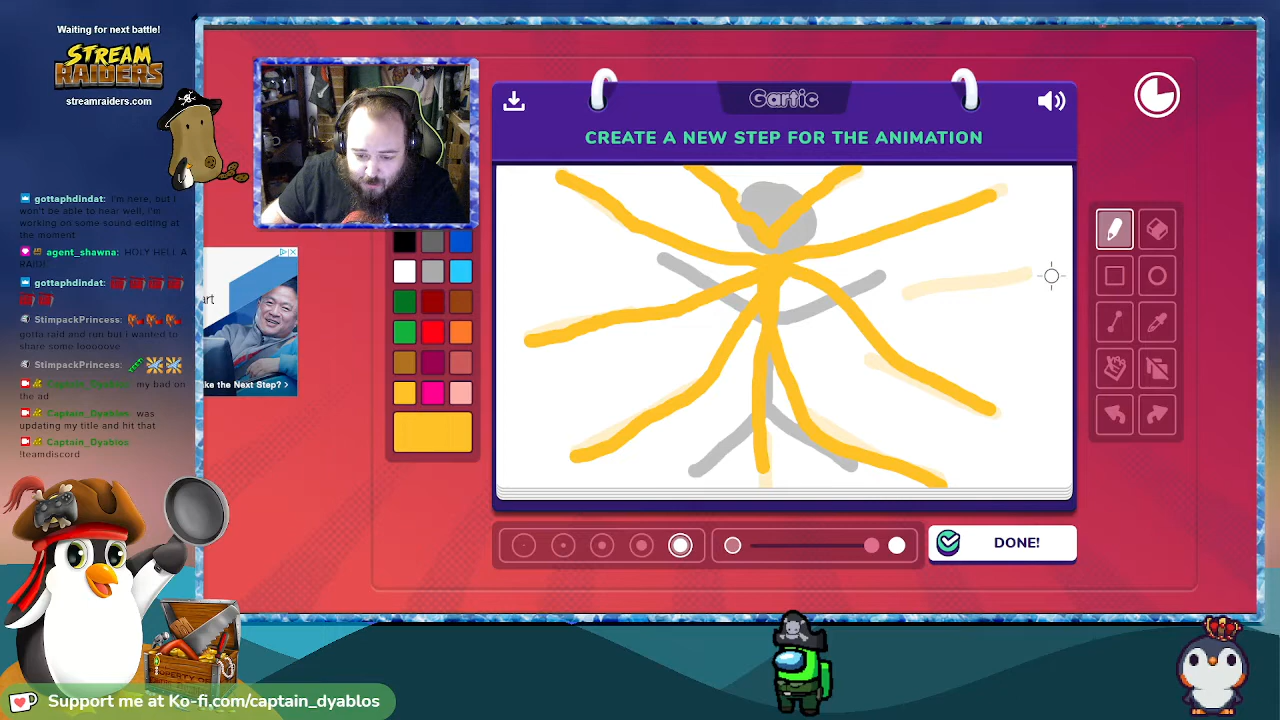 Waiting for next battle!
STREAM
RAIDERS
streamraiders.com
gottaphdindat: I'm here, but I
won't be able to hear well, I'm
working on some sound editing at
the moment
agent_shawna: HOLY HELL A
RAID!
gottaphdindat:
StimpackPrincess:
gotta raid and run but i wanted to
share some looooove
StimpackPrincess:
Captain_Dyablos: my bad on
the ad
Captain_Dyablos: was
updating my title and hit that
Captain_Dyablos:
!teamdiscord
art
ke the Next Step? >
Gartic
CREATE A NEW STEP FOR THE ANIMATION
DONE!
PROPERTY OF
Support me at Ko-fi.com/captain_dyablos